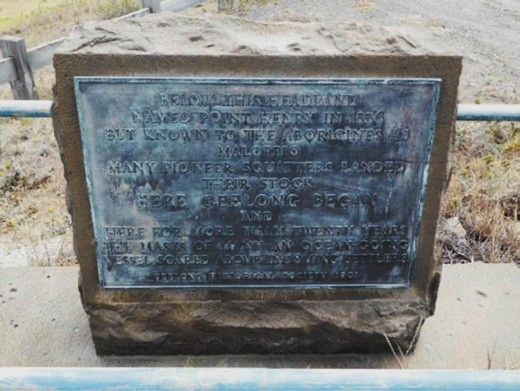 BELOW THIS HEADLAND
NAMED POINT HENRY IN 1836
BUT KNOWN TO THE ABORIGINES AS
MALOPPIO
MANY PIONEER SQUATTERS LANDED
THEIR STOCK
HERE GEELONG BEGAN
AND
HERE FOR MORE THAN TWENTY YEARS
THE MASTS OF MANY AN OCEAN-GOING
VESSEL SOARED ABOVE INCOMING SETTLERS
GEELONG HISTORICAL SOCIETY